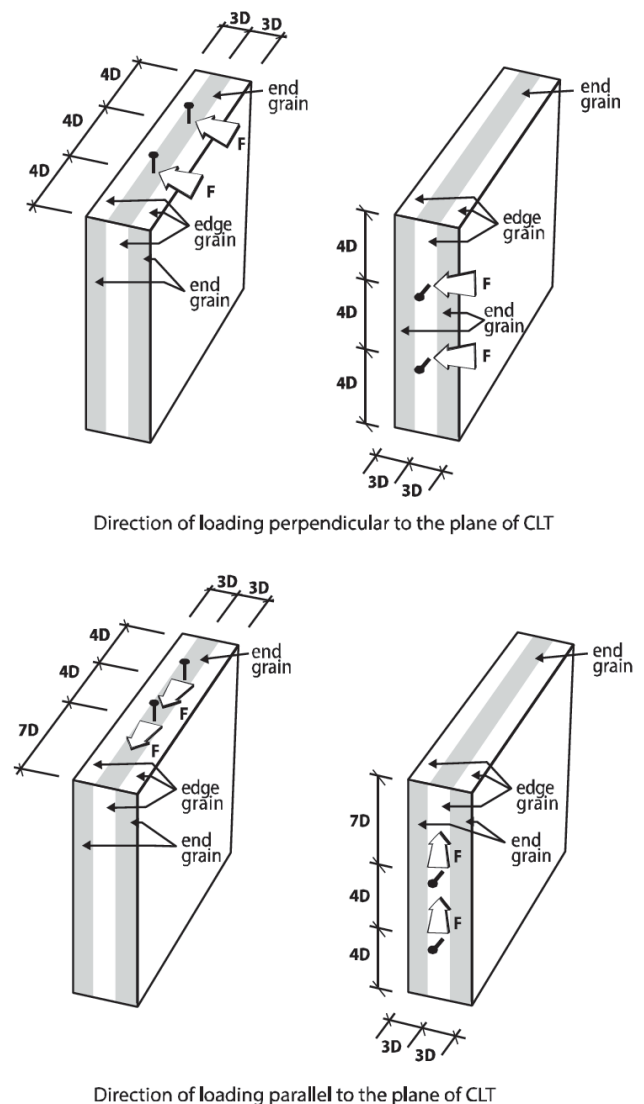 3D 3D
4D
4D
4D
end
grain
F
F
edge
grain
end
grain
end
grain
edge
grain
4D
4D
4D
F
end
grain
F
3D 3D
Direction of loading perpendicular to the plane of CLT
3D 3D
4D
4D
7D
end
grain
F
F
edge
grain
end
grain
end
grain
edge
grain
end
grain
7D
4D
4D
F
F
3D 3D
Direction of loading parallel to the plane of CLT